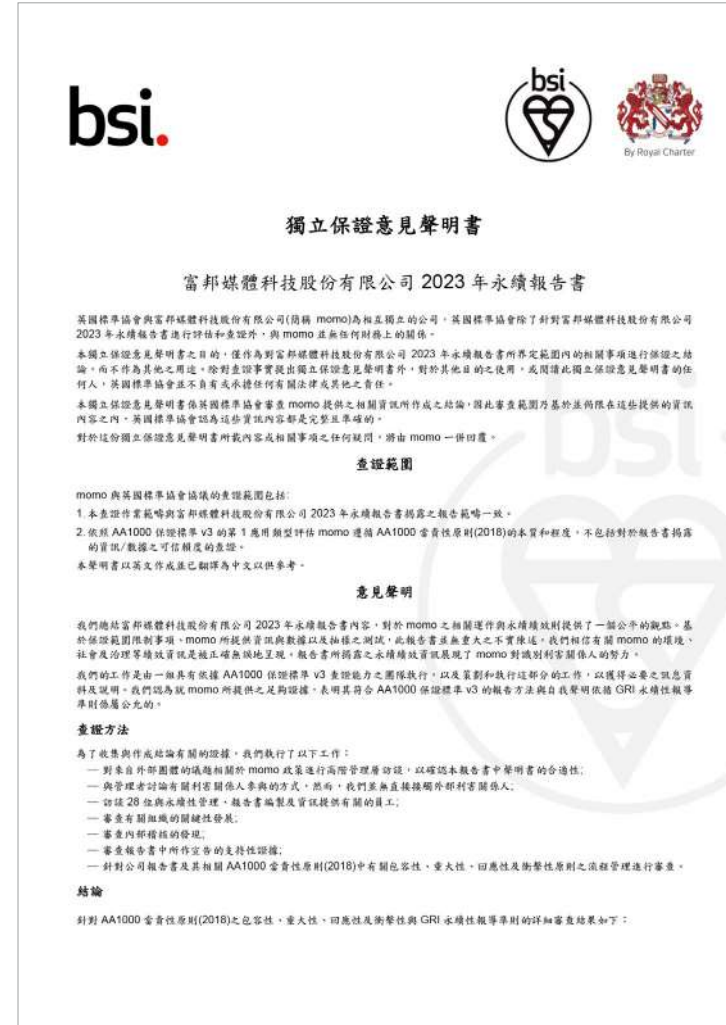 bsi.
bsi
By Royal Charter
獨立保證意見聲明書
富邦媒體科技股份有限公司 2023 年永續報告書
英國標準協會與富邦媒體科技股份有限公司(簡稱 momo)為相互獨立的公司，英國標準協會除了針對富邦媒體科技股份有限公司
2023 年永續報告書進行評估和查證外，與 momo 並無任何財務上的關係。
本獨立保證意見聲明書之目的，僅作為對富邦媒體科技股份有限公司 2023 年永續報告書所界定範圍內的相關事項進行保證之結
論，而不作為其他之用途。除對查證事實提出獨立保證意見聲明書外，對於其他目的之使用，或閱讀此獨立保證意見聲明書的任
何人，英國標準協會並不負有或承擔任何有關法律或其他之責任。
本獨立保證意見聲明書係英國標準協會審查 momo 提供之相關資訊所作成之結論，因此審查範圍乃基於並侷限在這些提供的資訊
內容之內，英國標準協會認為這些資訊內容都是完整且準確的。
對於這份獨立保證意見聲明書所載內容或相關事項之任何疑問，將由 momo 一併回覆。
查證範圍
momo 與英國標準協會協議的查證範圍包括:
1. 本查證作業範疇與富邦媒體科技股份有限公司 2023 年永續報告書揭露之報告範疇一致。
2. 依照 AA1000 保證標準 v3 的第 1 應用類型評估 momo 遵循 AA1000 當責性原則(2018)的本質和程度，不包括對於報告書揭露
的資訊/數據之可信賴度的查證。
本聲明書以英文作成並已翻譯為中文以供參考。
意見聲明
我們總結富邦媒體科技股份有限公司 2023 年永續報告書內容，對於 momo 之相關運作與永續績效則提供了一個公平的觀點。基
於保證範圍限制事項、momo 所提供資訊與數據以及抽樣之測試，此報告書並無重大之不實陳述。我們相信有關 momo 的環境、
社會及治理等績效資訊是被正確無誤地呈現。報告書所揭露之永續績效資訊展現了 momo 對識別利害關係人的努力。
我們的工作是由一組具有依據 AA1000 保證標準 v3 查證能力之團隊執行，以及策劃和執行這部分的工作，以獲得必要之訊息資
料及說明。我們認為就 momo 所提供之足夠證據，表明其符合 AA1000 保證標準 v3 的報告方法與自我聲明依循 GRI 永續性報導
準則係屬公允的。
查證方法
為了收集與作成結論有關的證據，我們執行了以下工作：
— 對來自外部團體的議題相關於 momo 政策進行高階管理層訪談，以確認本報告書中聲明書的合適性;
— 與管理者討論有關利害關係人參與的方式，然而，我們並無直接接觸外部利害關係人;
— 訪談 28 位與永續性管理、報告書編製及資訊提供有關的員工;
— 審查有關組織的關鍵性發展;
— 審查內部稽核的發現;
— 審查報告書中所作宣告的支持性證據;
— 針對公司報告書及其相關 AA1000 當責性原則(2018)中有關包容性、重大性、回應性及衝擊性原則之流程管理進行審查。
結論
針對 AA1000 當責性原則(2018)之包容性、重大性、回應性及衝擊性與 GRI 永續性報導準則的詳細審查結果如下：